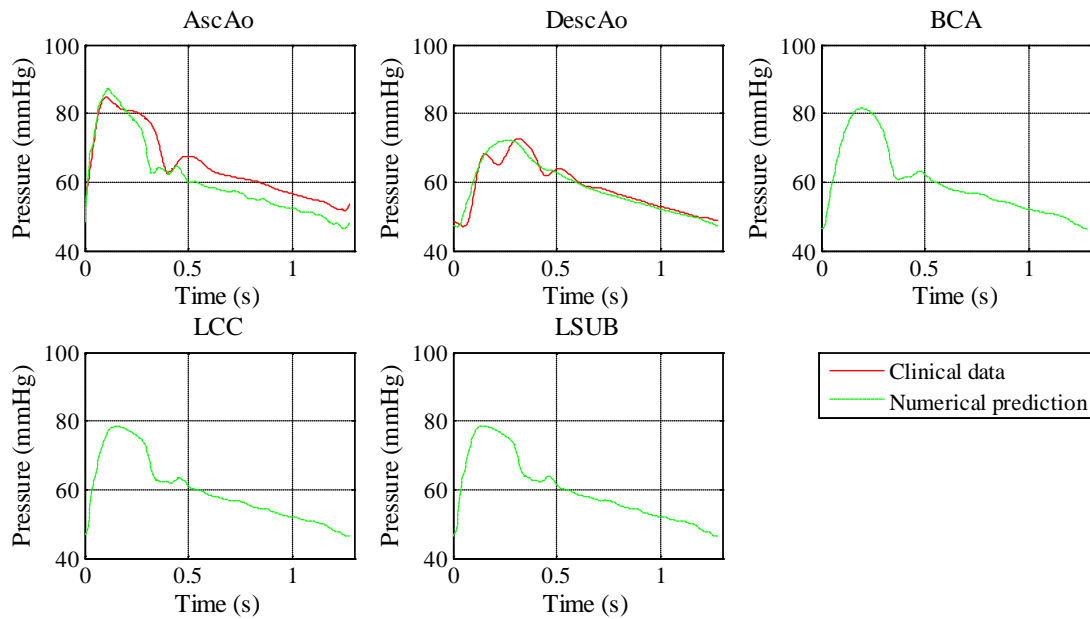 AscAo
DescAo
BCA
Pressure (mmHg)
100
80
60
40
0
0.5
1
Time (s)
Pressure (mmHg)
100
80
60
40
0
0.5
1
Time (s)
Pressure (mmHg)
100
80
60
40
0
0.5
1
Time (s)
LCC
LSUB
Pressure (mmHg)
100
80
60
40
0
0.5
1
Time (s)
Pressure (mmHg)
100
80
60
40
0
0.5
1
Time (s)
Clinical data
Numerical prediction